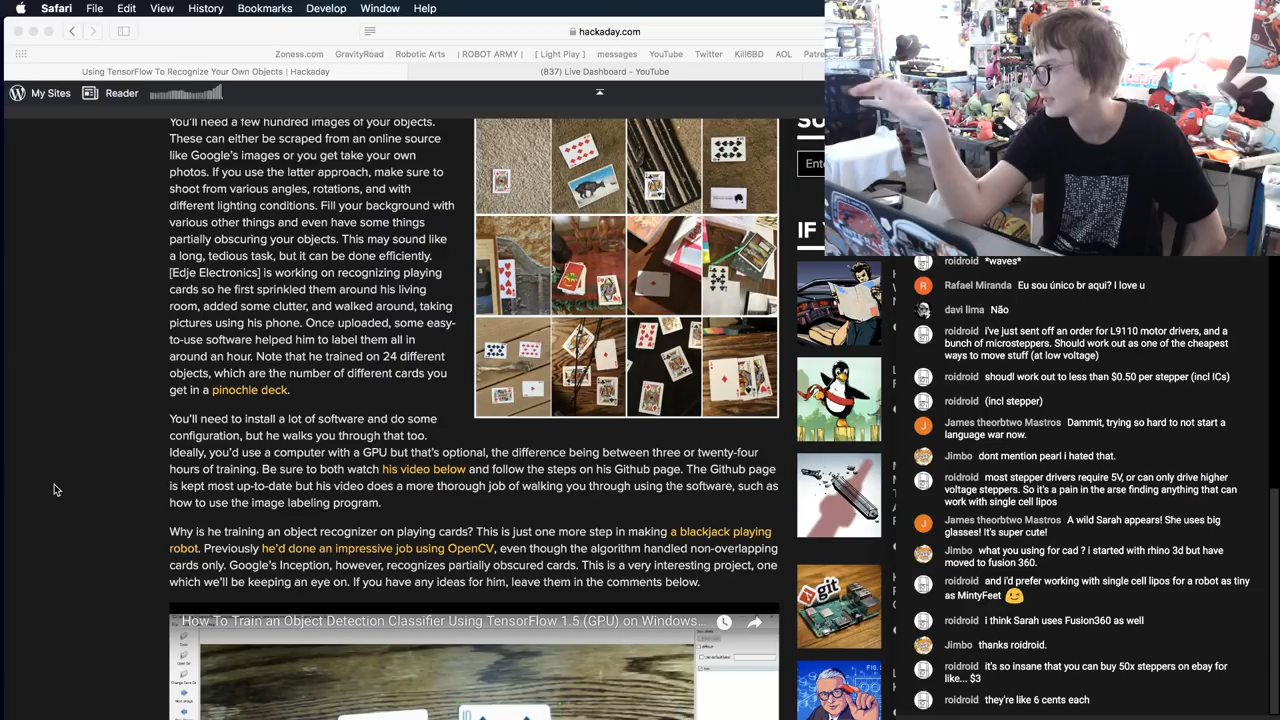 Safari File Edit View History Bookmarks Develop Window Help
hackaday.com
Zoness.com GravityRoad Robotic Arts | ROBOT ARMY | [ Light Play ] messages YouTube Twitter Kill6BD AOL Patre
Using TensorFlow To Recognize Your Own Objects | Hackaday
(837) Live Dashboard - YouTube
My Sites Reader
You'll need a few hundred images of your objects.
These can either be scraped from an online source
like Google's images or you get take your own
photos. If you use the latter approach, make sure to
shoot from various angles, rotations, and with
different lighting conditions. Fill your background with
various other things and even have some things
partially obscuring your objects. This may sound like
a long, tedious task, but it can be done efficiently.
[Edje Electronics] is working on recognizing playing
cards so he first sprinkled them around his living
room, added some clutter, and walked around, taking
pictures using his phone. Once uploaded, some easy-
to-use software helped him to label them all in
around an hour. Note that he trained on 24 different
objects, which are the number of different cards you
get in a pinochle deck.
You'll need to install a lot of software and do some
configuration, but he walks you through that too.
Ideally, you'd use a computer with a GPU but that's optional, the difference being between three or twenty-four
hours of training. Be sure to both watch his video below and follow the steps on his Github page. The Github page
is kept most up-to-date but his video does a more thorough job of walking you through using the software, such as
how to use the image labeling program.
Why is he training his object recognizer on playing cards? This is just one more step in making a blackjack playing
robot. Previously he'd done an impressive job using OpenCV, even though the algorithm handled non-overlapping
cards only. Google's Inception, however, recognizes partially obscured cards. This is a very interesting project, one
which we'll be keeping an eye on. If you have any ideas for him, leave them in the comments below.
How To Train an Object Detection Classifier Using TensorFlow 1.5 (GPU) on Windows...
SU
Ente
IF Y
git
FIG.
roidroid *waves*
R Rafael Miranda Eu sou único br aqui? I love u
davi lima Não
roidroid i've just sent off an order for L9110 motor drivers, and a
bunch of microsteppers. Should work out as one of the cheapest
ways to move stuff (at low voltage)
roidroid shoudl work out to less than $0.50 per stepper (incl ICs)
roidroid (incl stepper)
J James theorbtwo Mastros Dammit, trying so hard to not start a
language war now.
Jimbo dont mention pearl i hated that.
roidroid most stepper drivers require 5V, or can only drive higher
voltage steppers. So it's a pain in the arse finding anything that can
work with single cell lipos
J James theorbtwo Mastros A wild Sarah appears! She uses big
glasses! It's super cute!
Jimbo what you using for cad ? i started with rhino 3d but have
moved to fusion 360.
roidroid and i'd prefer working with single cell lipos for a robot as tiny
as MintyFeet 😉
roidroid i think Sarah uses Fusion360 as well
Jimbo thanks roidroid.
roidroid it's so insane that you can buy 50x steppers on ebay for
like... $3
roidroid they're like 6 cents each